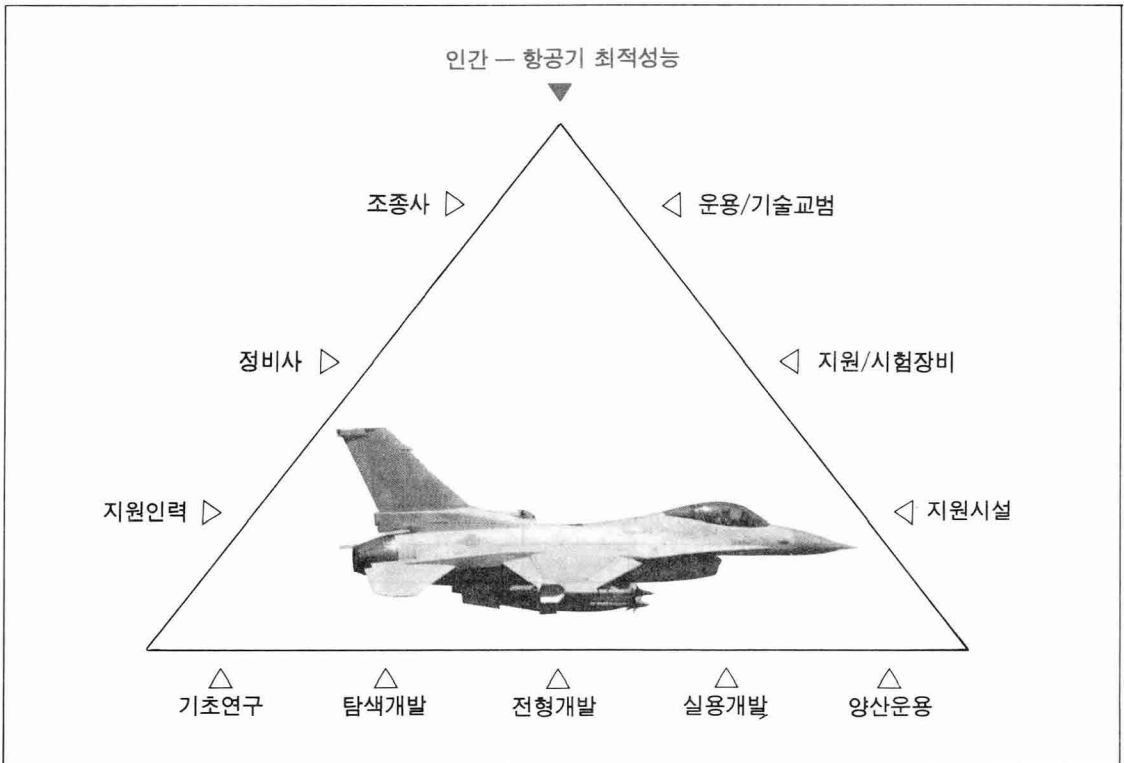 인간 — 항공기 최적성능
조종사 운용/기술교범
정비사 지원/시험장비
지원인력 지원시설
기초연구 탐색개발 전형개발 실용개발 양산운용